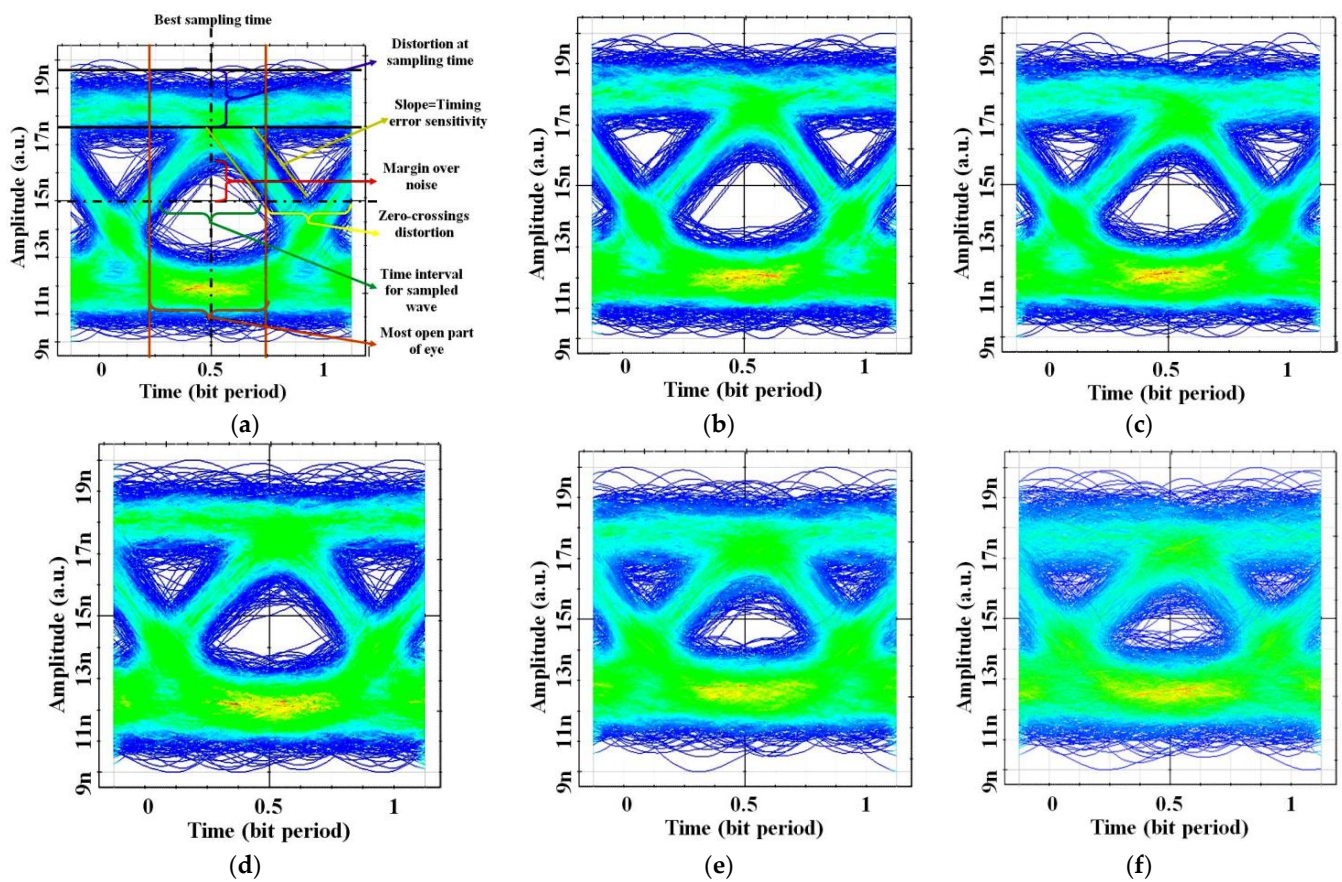 Best sampling time
Distortion at
sampling time
Slope=Timing
error sensitivity
Margin over
noise
Zero-crossings
distortion
Time interval
for sampled
wave
Most open part
of eye
Amplitude (a.u.)
19n
17n
15n
13n
11n
9n
0 0.5 1
Time (bit period)
(a)
Amplitude (a.u.)
19n
17n
15n
13n
11n
9n
0 0.5 1
Time (bit period)
(b)
Amplitude (a.u.)
19n
17n
15n
13n
11n
9n
0 0.5 1
Time (bit period)
(c)
Amplitude (a.u.)
19n
17n
15n
13n
11n
9n
0 0.5 1
Time (bit period)
(d)
Amplitude (a.u.)
19n
17n
15n
13n
11n
9n
0 0.5 1
Time (bit period)
(e)
Amplitude (a.u.)
19n
17n
15n
13n
11n
9n
0 0.5 1
Time (bit period)
(f)